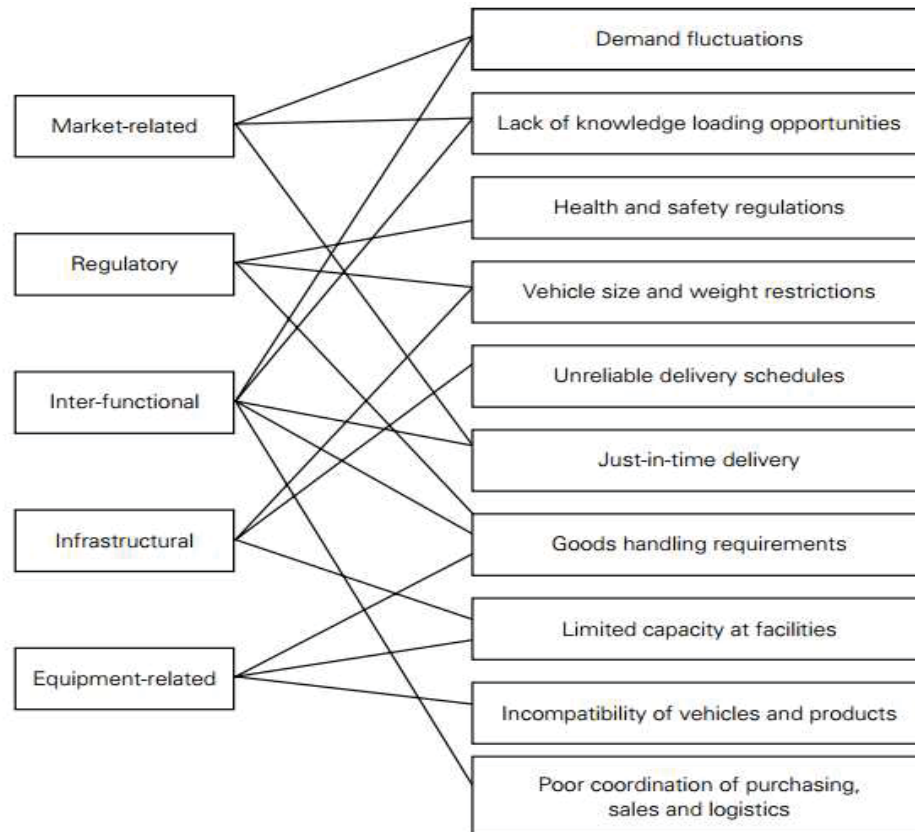 Market-related
Regulatory
Inter-functional
Infrastructural
Equipment-related
Demand fluctuations
Lack of knowledge loading opportunities
Health and safety regulations
Vehicle size and weight restrictions
Unreliable delivery schedules
Just-in-time delivery
Goods handling requirements
Limited capacity at facilities
Incompatibility of vehicles and products
Poor coordination of purchasing,
sales and logistics